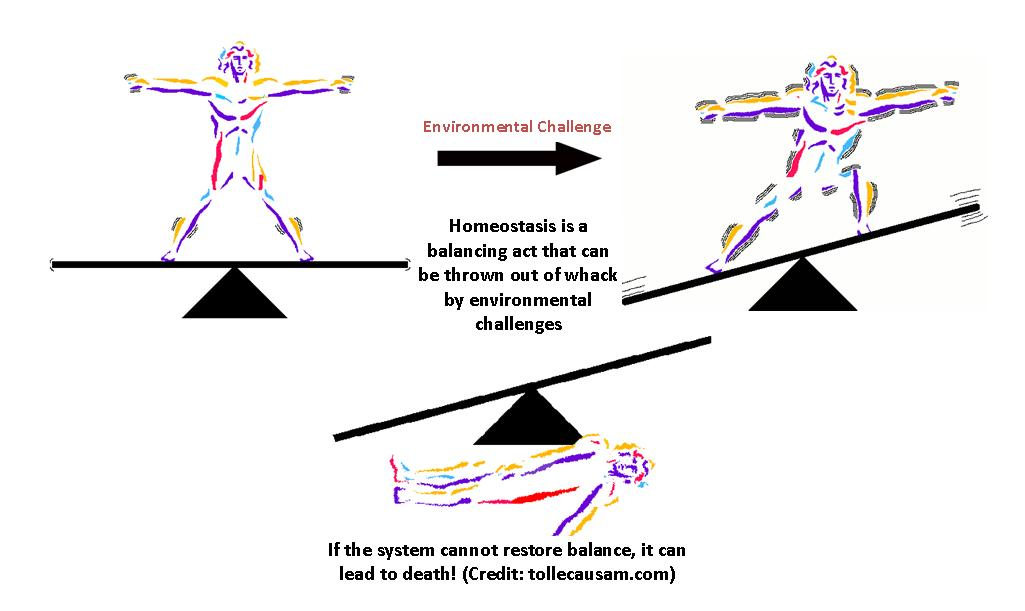 Environmental Challenge
Homeostasis is a
balancing act that can
be thrown out of whack
by environmental
challenges
If the system cannot restore balance, it can
lead to death! (Credit: tollecausam.com)